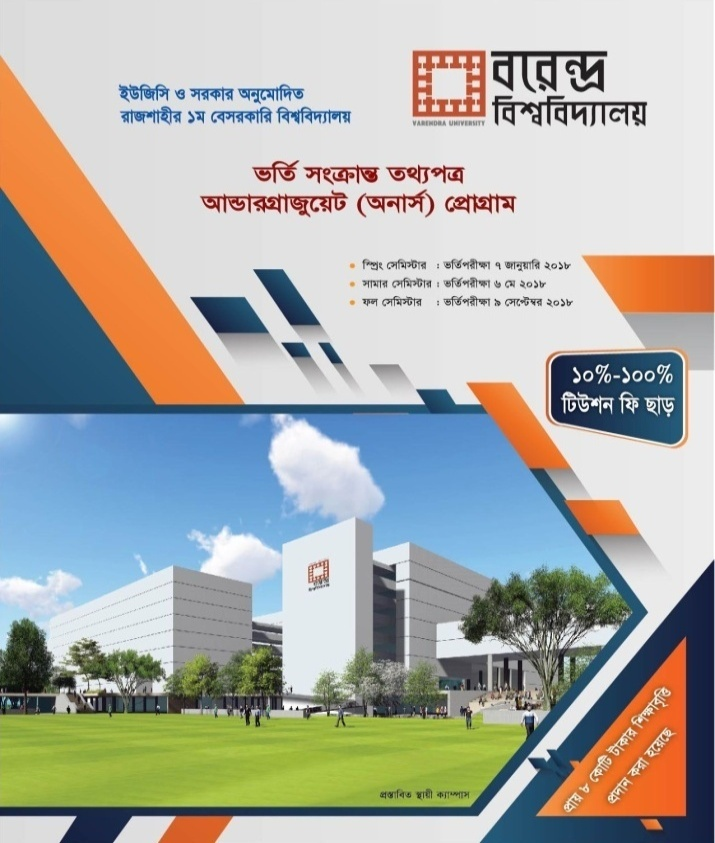 ইউজিসি ও সরকার অনুমোদিত
রাজশাহীর ১ম বেসরকারি বিশ্ববিদ্যালয়
VARENDRA UNIVERSITY
বরেন্দ্র
বিশ্ববিদ্যালয়
ভর্তি সংক্রান্ত তথ্যপত্র
আন্ডারগ্রাজুয়েট (অনার্স) প্রোগ্রাম
স্প্রিং সেমিস্টার : ভর্তিপরীক্ষা ৭ জানুয়ারি ২০১৮
সামার সেমিস্টার : ভর্তিপরীক্ষা ৬ মে ২০১৮
ফল সেমিস্টার : ভর্তিপরীক্ষা ৯ সেপ্টেম্বর ২০১৮
১০%-১০০%
টিউশন ফি ছাড়
প্রস্তাবিত স্থায়ী ক্যাম্পাস
প্রায় ৮ কোটি টাকার শিক্ষাবৃত্তি
প্রদান করা হয়েছে